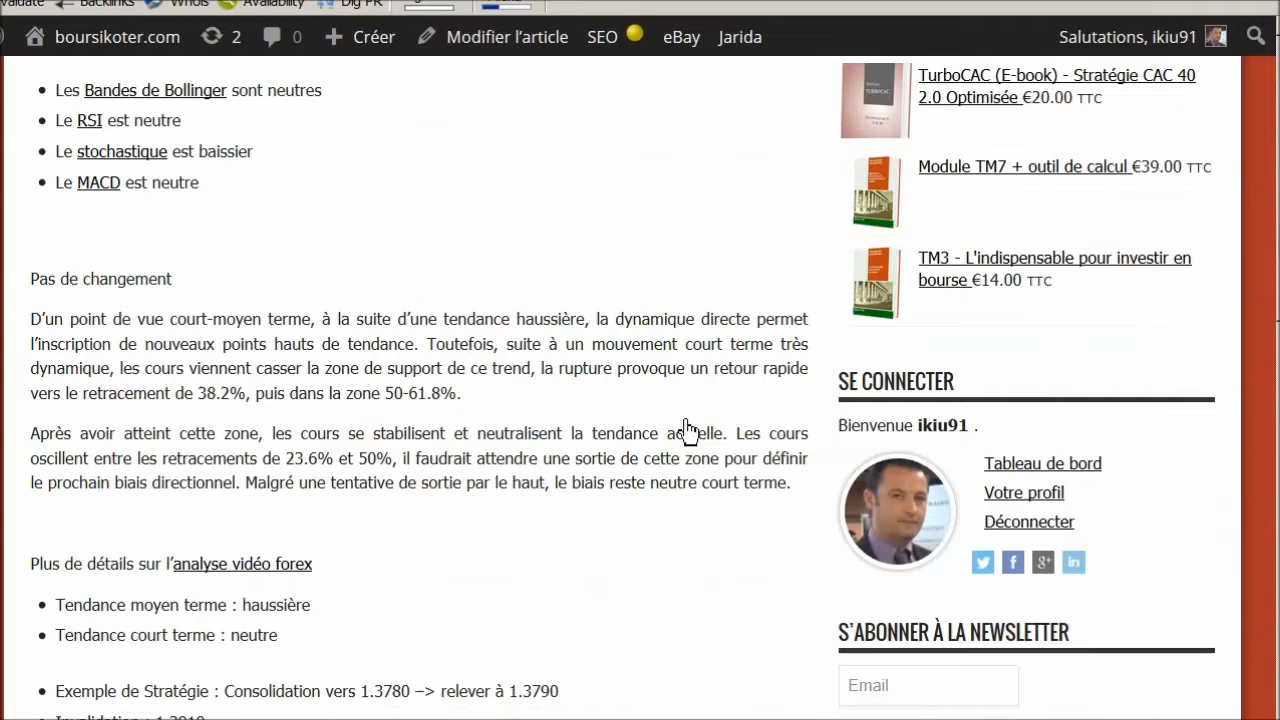 Backlinks Whois Availability Dig PR
boursikoter.com 2 0 Créer Modifier l’article SEO eBay Jarida Salutations, ikiu91
Les Bandes de Bollinger sont neutres
Le RSI est neutre
Le stochastique est baissier
Le MACD est neutre
Pas de changement
D’un point de vue court-moyen terme, à la suite d’une tendance haussière, la dynamique directe permet
l’inscription de nouveaux points hauts de tendance. Toutefois, suite à un mouvement court terme très
dynamique, les cours viennent casser la zone de support de ce trend, la rupture provoque un retour rapide
vers le retracement de 38.2%, puis dans la zone 50-61.8%.
Après avoir atteint cette zone, les cours se stabilisent et neutralisent la tendance actuelle. Les cours
oscillent entre les retracements de 23.6% et 50%, il faudrait attendre une sortie de cette zone pour définir
le prochain biais directionnel. Malgré une tentative de sortie par le haut, le biais reste neutre court terme.
Plus de détails sur l’analyse vidéo forex
Tendance moyen terme : haussière
Tendance court terme : neutre
Exemple de Stratégie : Consolidation vers 1.3780 –> relever à 1.3790
TurboCAC (E-book) - Stratégie CAC 40
2.0 Optimisée €20.00 TTC
Module TM7 + outil de calcul €39.00 TTC
TM3 - L'indispensable pour investir en
bourse €14.00 TTC
SE CONNECTER
Bienvenue ikiu91 .
Tableau de bord
Votre profil
Déconnecter
S’ABONNER À LA NEWSLETTER
Email